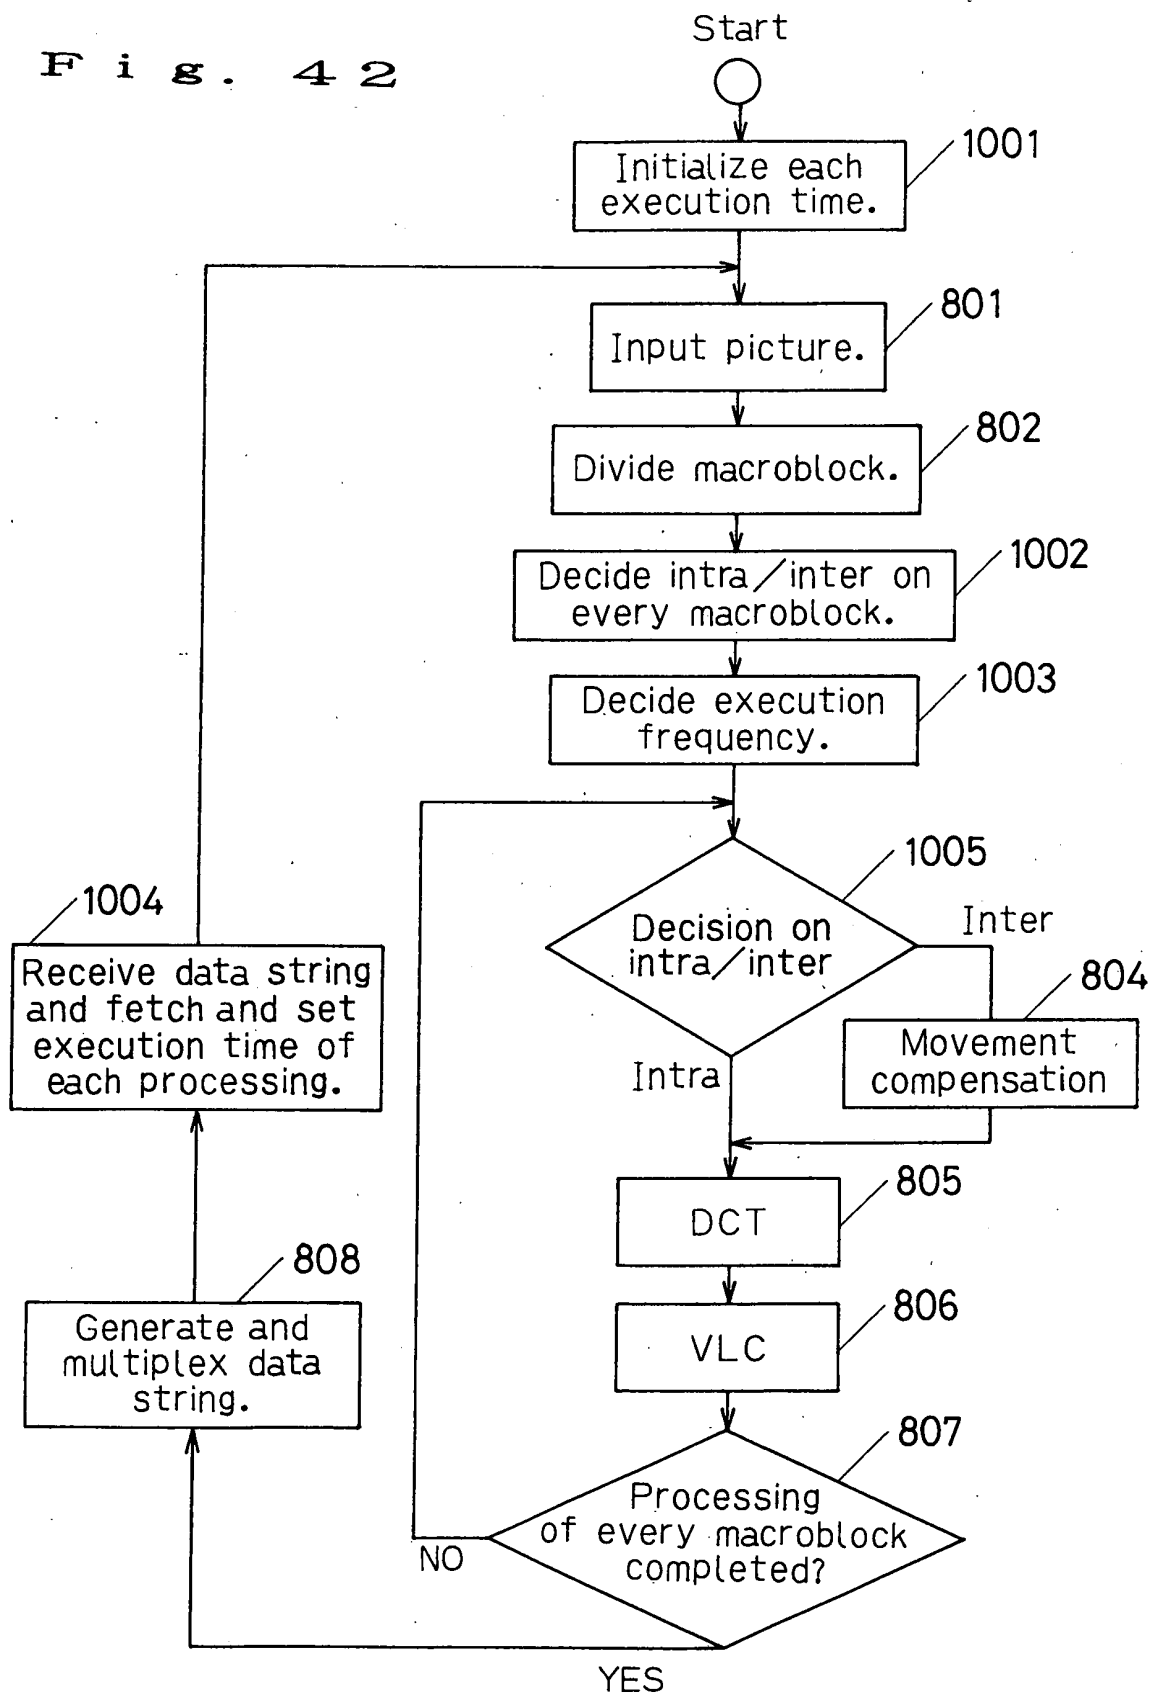 Fig. 42
Start
1001
Initialize each
execution time.
801
Input picture.
802
Divide macroblock.
1002
Decide intra/inter on
every macroblock.
1003
Decide execution
frequency.
1005
Decision on
intra/inter
Inter
804
Movement
compensation
Intra
1004
Receive data string
and fetch and set
execution time of
each processing.
805
DCT
808
Generate and
multiplex data
string.
806
VLC
807
Processing
of every macroblock
completed?
NO
YES